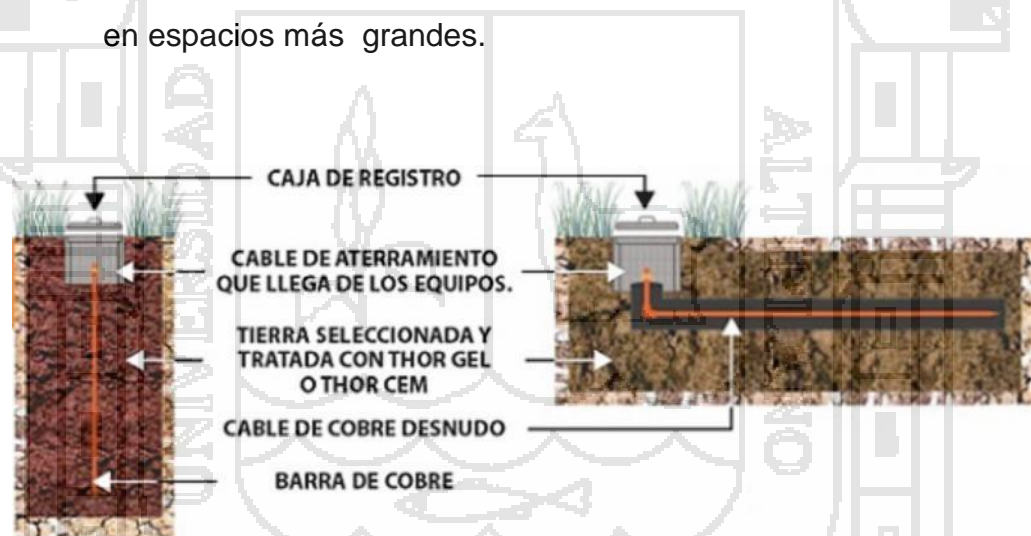 en espacios más grandes.
CAJA DE REGISTRO
CABLE DE ATERRAMIENTO
QUE LLEGA DE LOS EQUIPOS.
TIERRA SELECCIONADA Y
TRATADA CON THOR GEL
O THOR CEM
CABLE DE COBRE DESNUDO
BARRA DE COBRE